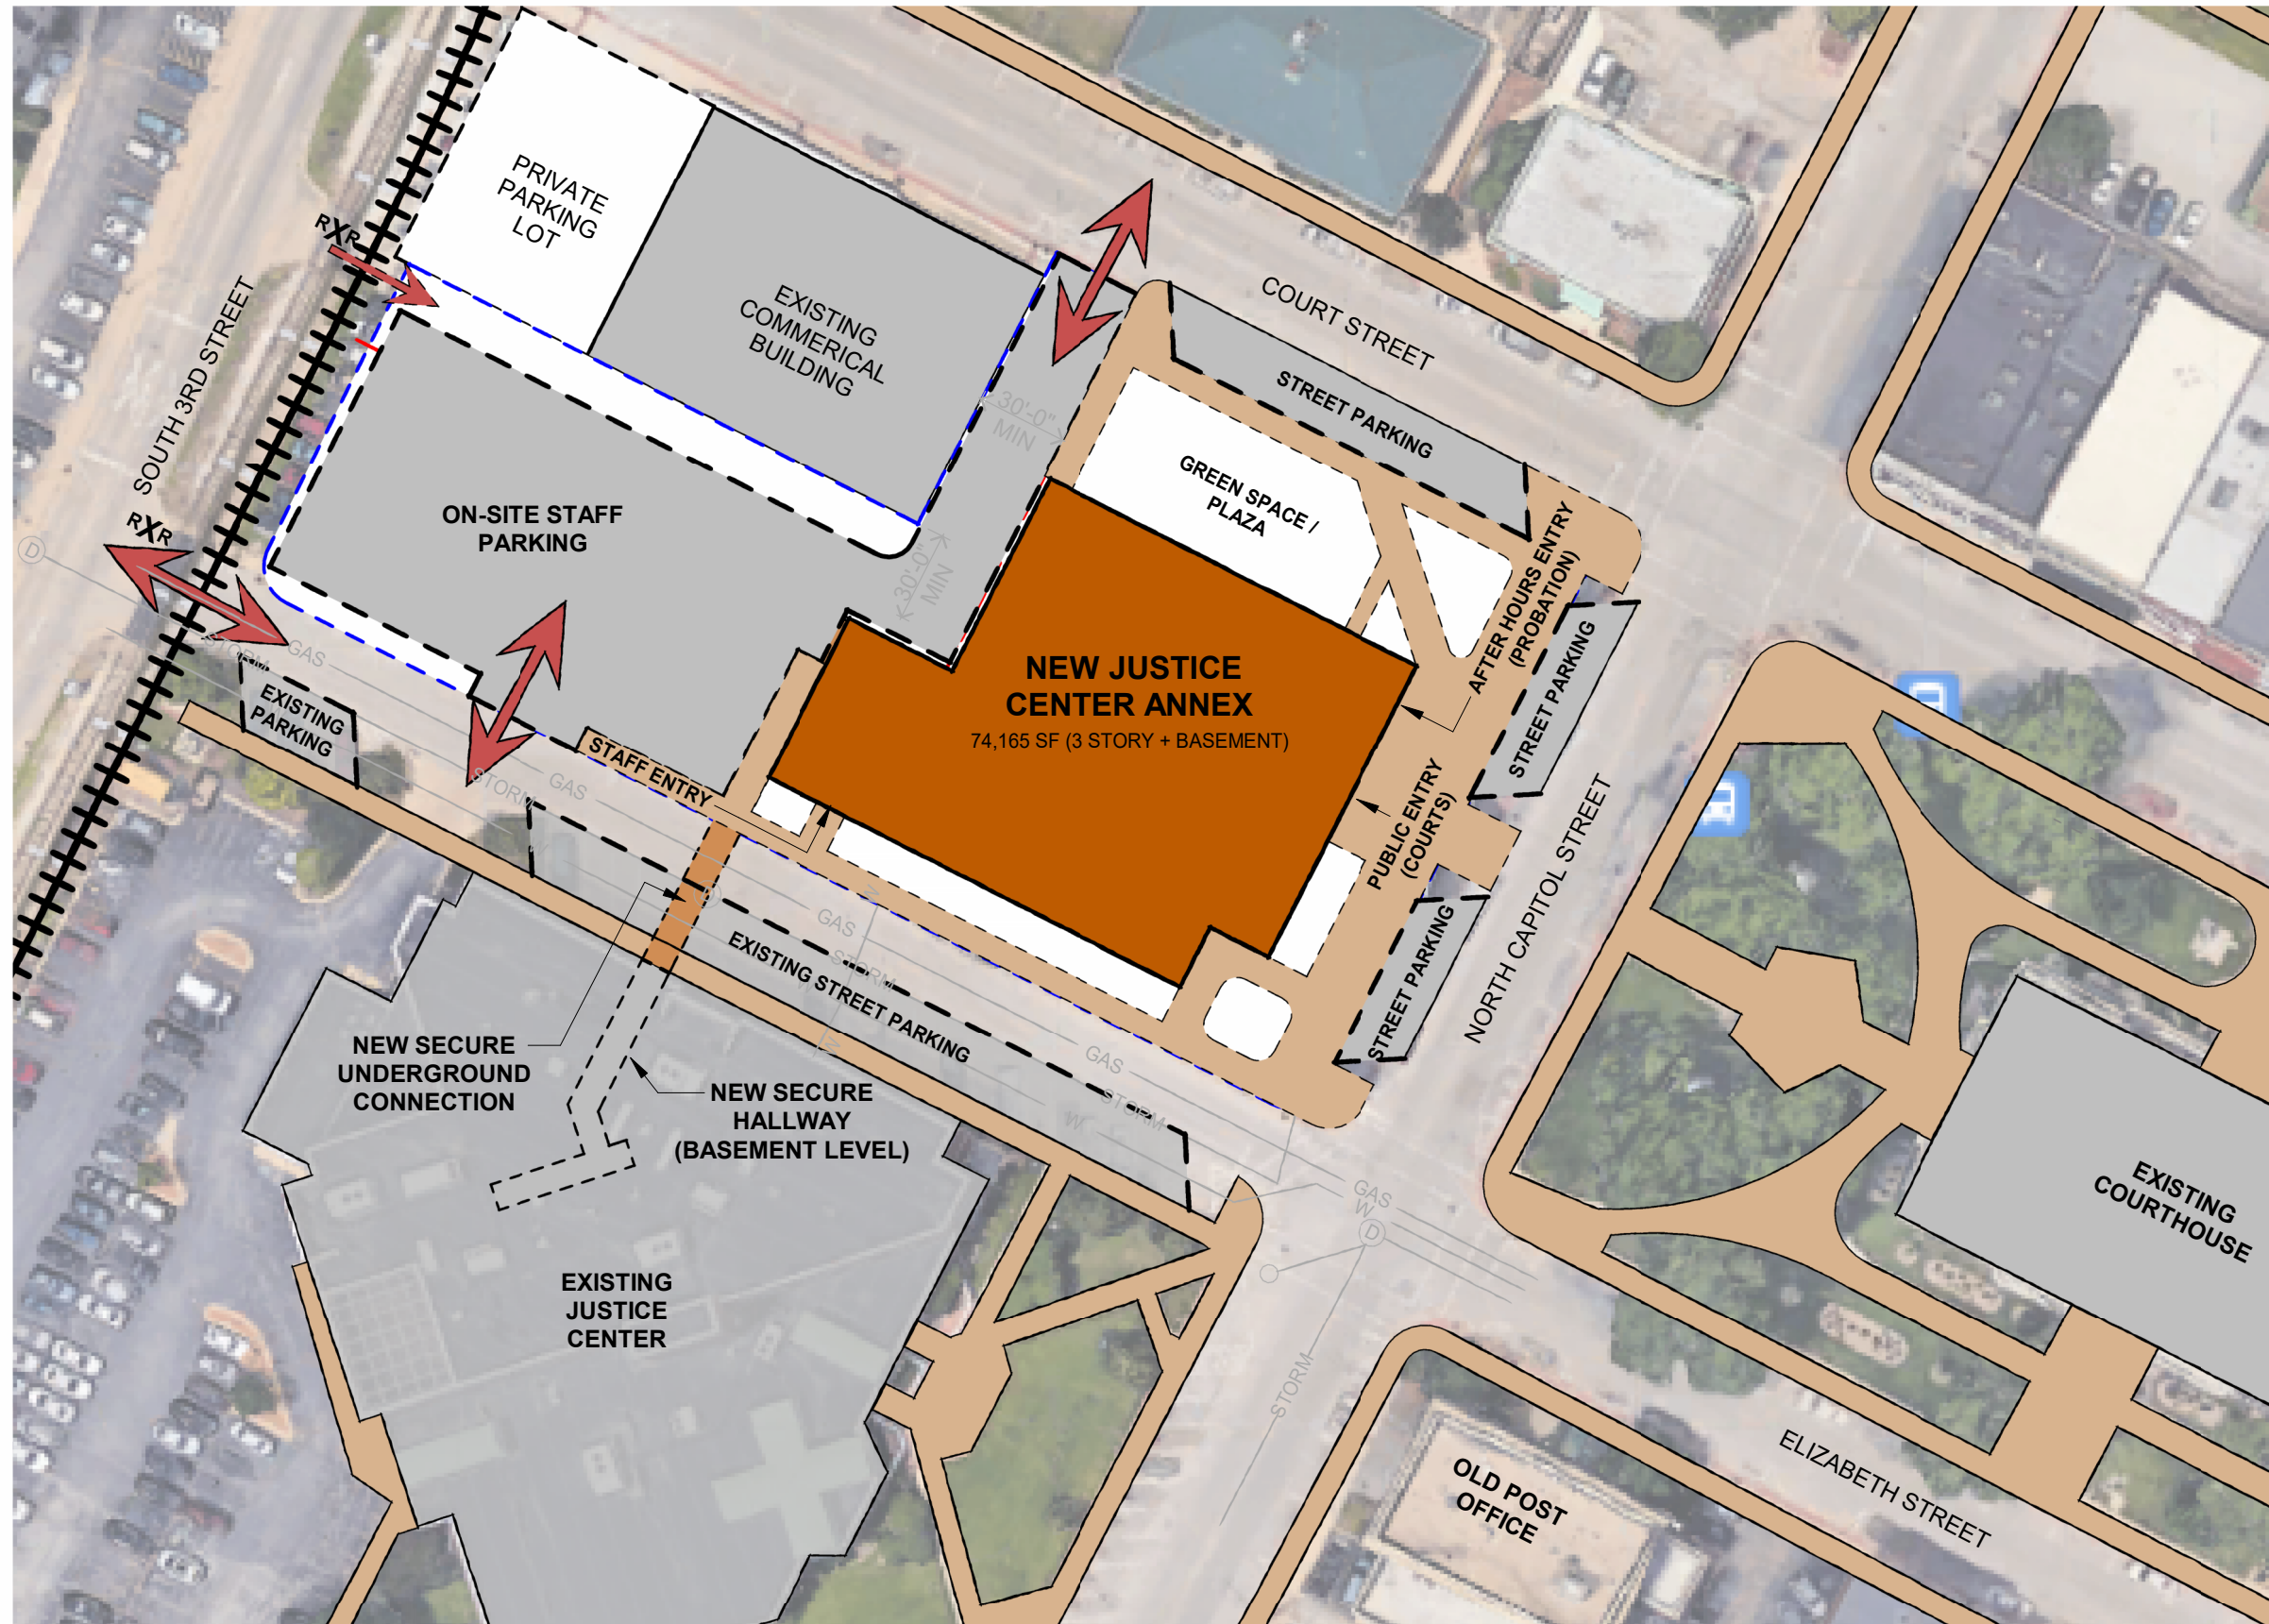 PRIVATE
PARKING
LOT
RXR
SOUTH 3RD STREET
RXR
EXISTING
COMMERICAL
BUILDING
COURT STREET
STREET PARKING
30'-0"
MIN
GREEN SPACE /
PLAZA
ON-SITE STAFF
PARKING
30'-0"
MIN
AFTER HOURS ENTRY
(PROBATION)
STREET PARKING
NEW JUSTICE
CENTER ANNEX
74,165 SF (3 STORY + BASEMENT)
D
STORM
GAS
EXISTING
PARKING
STAFF ENTRY
STORM
GAS
PUBLIC ENTRY
(COURTS)
NORTH CAPITOL STREET
STREET PARKING
W
GAS
STORM
D
EXISTING STREET PARKING
W
GAS
STORM
W
NEW SECURE
UNDERGROUND
CONNECTION
NEW SECURE
HALLWAY
(BASEMENT LEVEL)
EXISTING
JUSTICE
CENTER
GAS
W
D
STORM
EXISTING
COURTHOUSE
OLD POST
OFFICE
ELIZABETH STREET